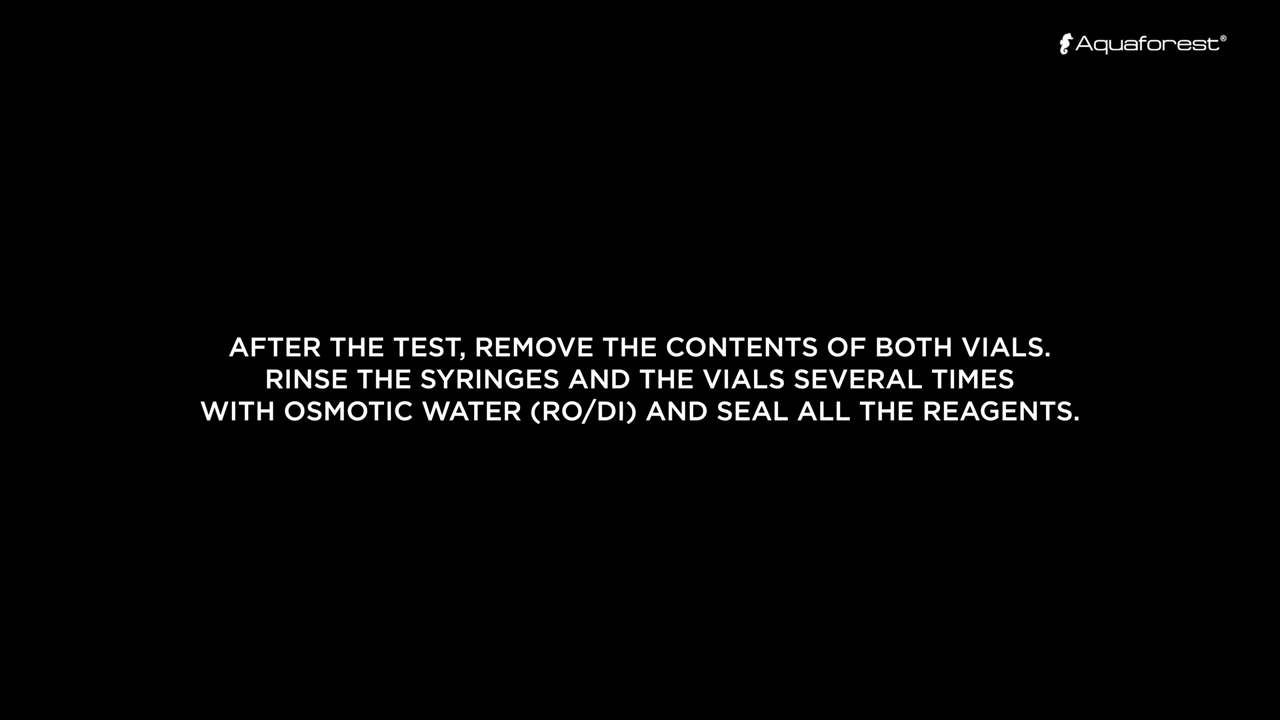 Aquaforest®
AFTER THE TEST, REMOVE THE CONTENTS OF BOTH VIALS.
RINSE THE SYRINGES AND THE VIALS SEVERAL TIMES
WITH OSMOTIC WATER (RO/DI) AND SEAL ALL THE REAGENTS.